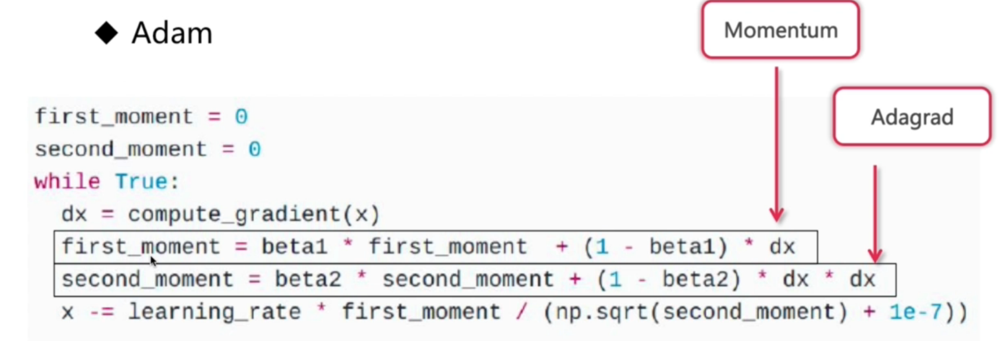 ◆ Adam
Momentum
Adagrad
first_moment = 0
second_moment = 0
while True:
dx = compute_gradient(x)
first_moment = beta1 * first_moment + (1 - beta1) * dx
second_moment = beta2 * second_moment + (1 - beta2) * dx * dx
x -= learning_rate * first_moment / (np.sqrt(second_moment) + 1e-7))